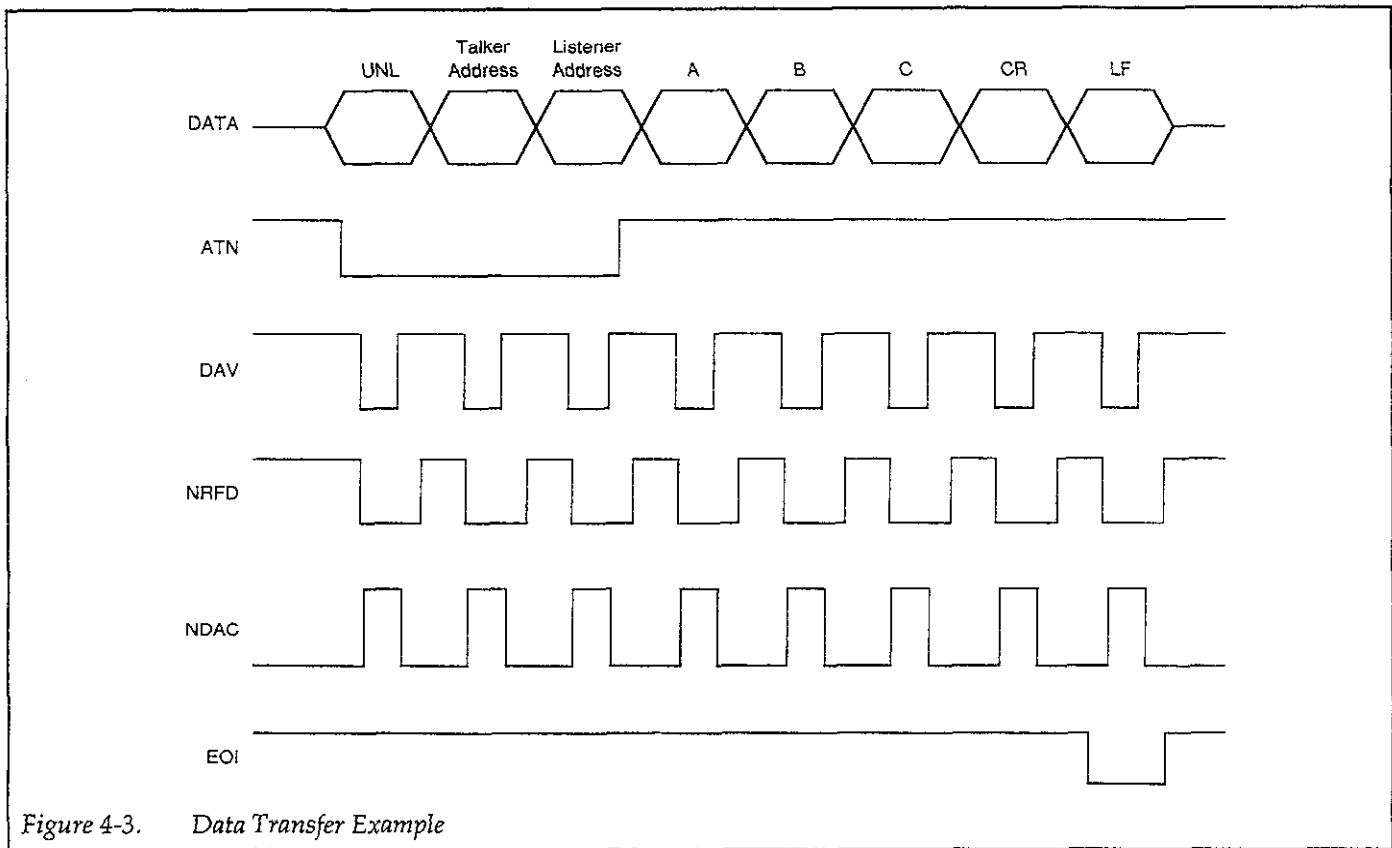 UNL
Talker
Address
Listener
Address
A
B
C
CR
LF
DATA
ATN
DAV
NRFD
NDAC
EOI
Figure 4-3. Data Transfer Example